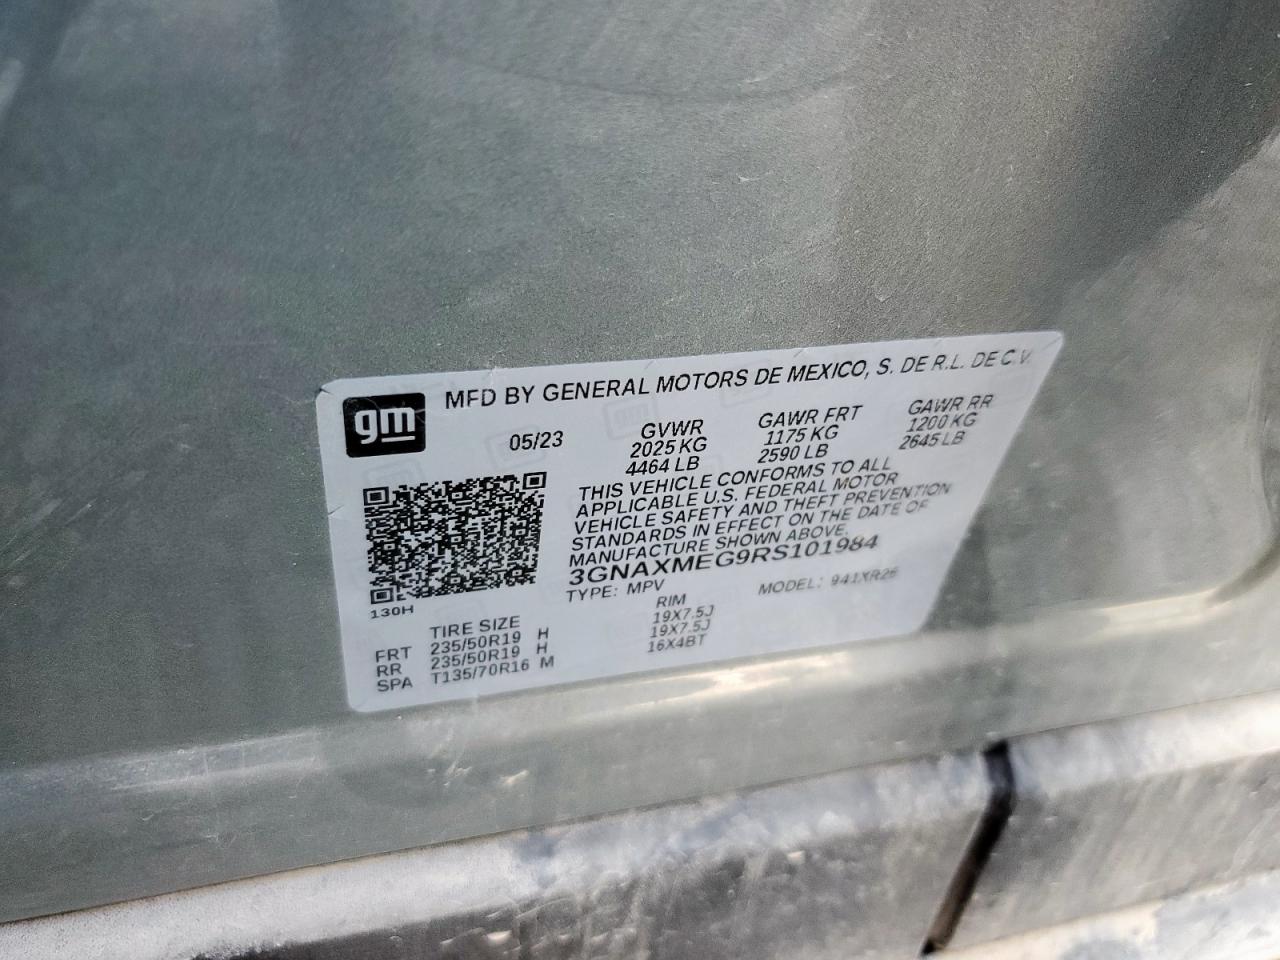 gm
MFD BY GENERAL MOTORS DE MEXICO, S. DE R.L. DE C.V.
05/23 GVWR GAWR FRT GAWR RR
2025 KG 1175 KG 1200 KG
4464 LB 2590 LB 2645 LB
THIS VEHICLE CONFORMS TO ALL
APPLICABLE U.S. FEDERAL MOTOR
VEHICLE SAFETY AND THEFT PREVENTION
STANDARDS IN EFFECT ON THE DATE OF
MANUFACTURE SHOWN ABOVE.
3GNAXMEG9RS101984
TYPE: MPV MODEL: 941XR26
130H
TIRE SIZE RIM
FRT 235/50R19 H 19X7.5J
RR 235/50R19 H 19X7.5J
SPA T135/70R16 M 16X4BT